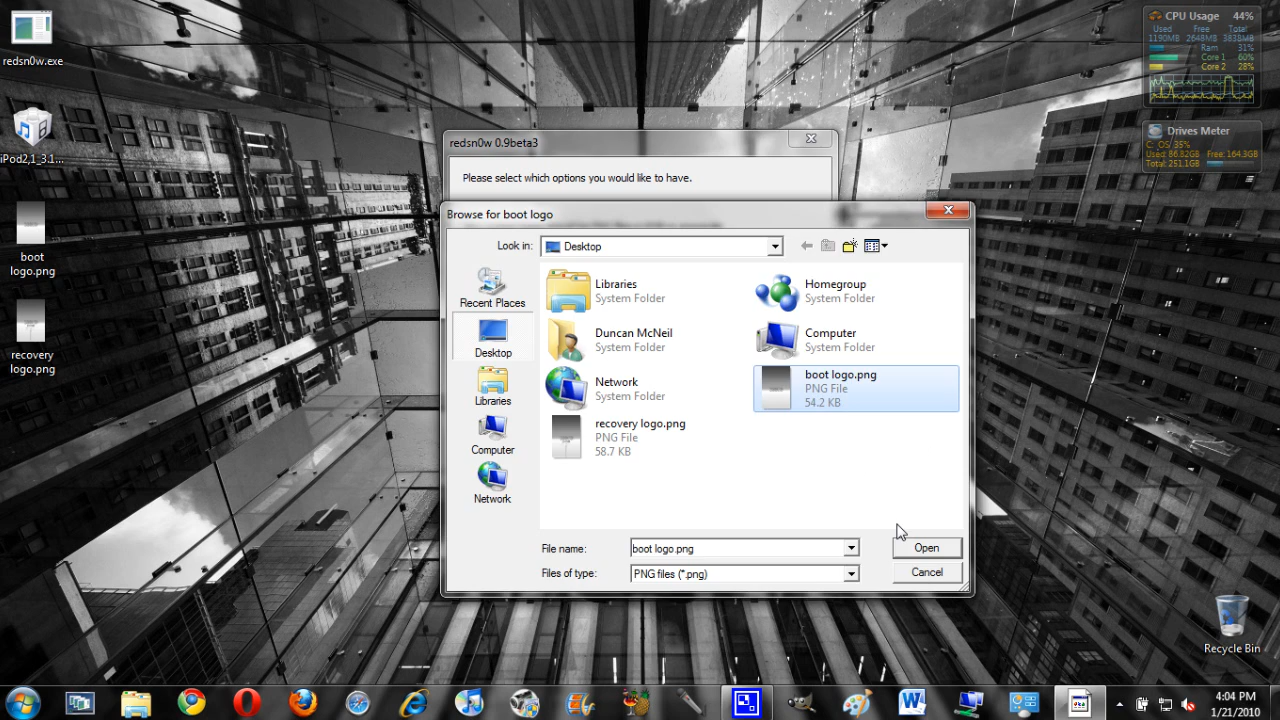 redsn0w.exe
iPod2,1_3.1...
boot
logo.png
recovery
logo.png
CPU Usage 44%
Used Free Total
1190MB 2648MB 3838MB
Ram 31%
Core 1 60%
Core 2 28%
Drives Meter
C: OS: 35%
Used: 86.82GB Free: 164.3GB
Total: 251.1GB
redsn0w 0.9beta3
Please select which options you would like to have.
Browse for boot logo
Look in: Desktop
Recent Places
Desktop
Libraries
Computer
Network
Libraries
System Folder
Homegroup
System Folder
Duncan McNeil
System Folder
Computer
System Folder
Network
System Folder
boot logo.png
PNG File
54.2 KB
recovery logo.png
PNG File
58.7 KB
File name: boot logo.png Open
Files of type: PNG files (*.png) Cancel
Recycle Bin
4:04 PM
1/21/2010